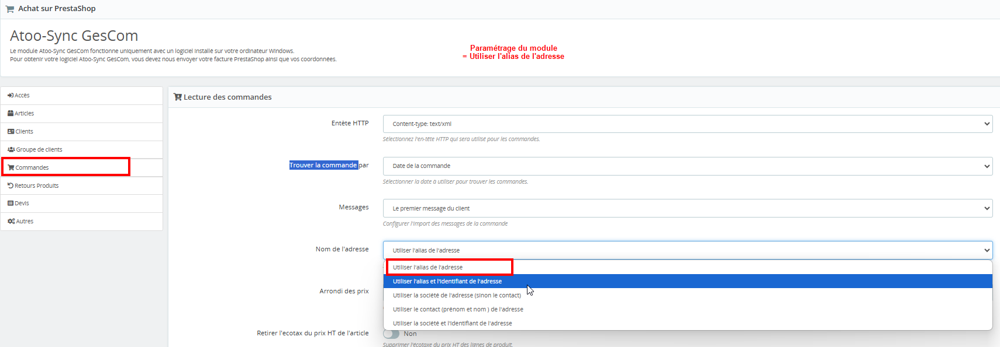 Achat sur PrestaShop
Atoo-Sync GesCom
Le module Atoo-Sync GesCom fonctionne uniquement avec un logiciel installé sur votre ordinateur Windows.
Pour obtenir votre logiciel Atoo-Sync GesCom, vous devez nous envoyer votre facture PrestaShop ainsi que vos coordonnées.
Paramétrage du module
= Utiliser l'alias de l'adresse
Accès
Articles
Clients
Groupe de clients
Commandes
Retours Produits
Devis
Autres
Lecture des commandes
Entête HTTP
Content-type: text/xml
Sélectionnez l'en-tête HTTP qui sera utilisé pour les commandes.
Trouver la commande par
Date de la commande
Sélectionner la date à utiliser pour trouver les commandes.
Messages
Le premier message du client
Configurer l'import des messages de la commande
Nom de l'adresse
Utiliser l'alias de l'adresse
Utiliser l'alias de l'adresse
Utiliser l'alias et l'identifiant de l'adresse
Utiliser la société de l'adresse (sinon le contact)
Utiliser le contact (prénom et nom ) de l'adresse
Utiliser la société et l'identifiant de l'adresse
Arrondi des prix
Retirer l'ecotax du prix HT de l'article
Non
Supprimer l'écotaxe du prix HT des lignes de produit.